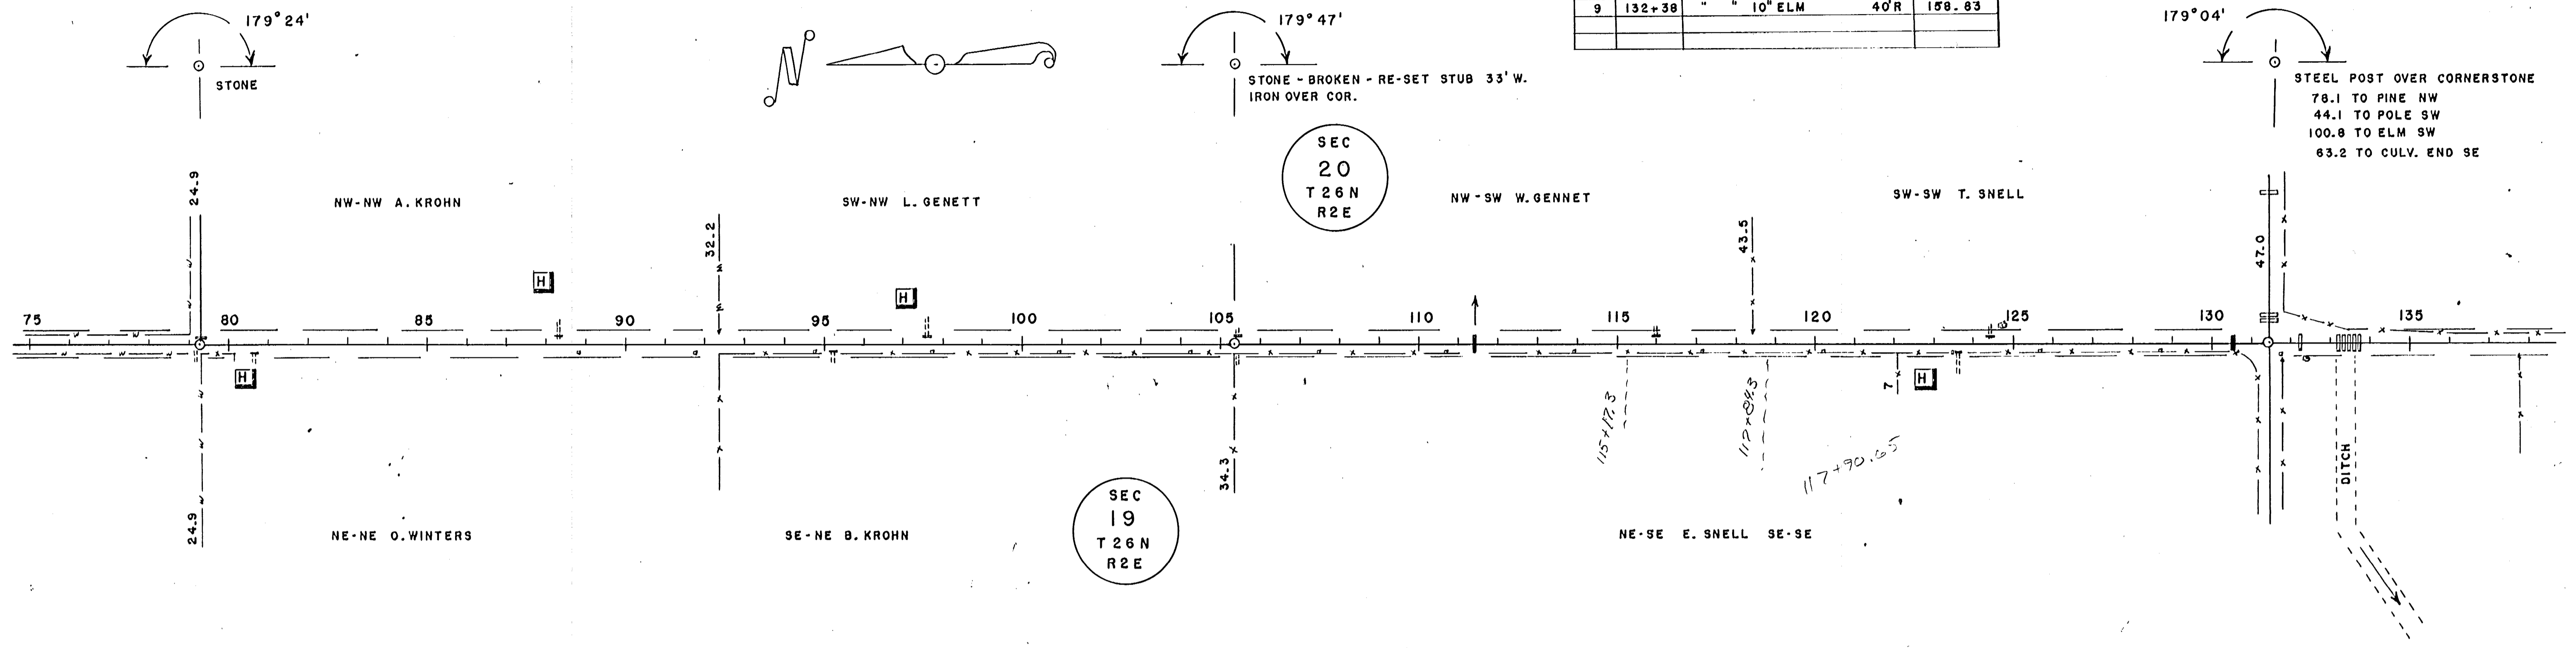 179°24'
STONE
179°47'
STONE - BROKEN - RE-SET STUB 33' W.
IRON OVER COR.
9 132+38 " " 10" ELM 40'R 158.83
179°04'
STEEL POST OVER CORNERSTONE
76.1 TO PINE NW
44.1 TO POLE SW
100.8 TO ELM SW
63.2 TO CULV. END SE
N
SEC
20
T26N
R2E
24.9
NW-NW A. KROHN
32.2
SW-NW L. GENETT
NW-SW W. GENNET
43.5
SW-SW T. SNELL
47.0
H
H
75 80 85 90 95 100 105 110 115 120 125 130 135
H
7
H
115+17.3
117+90.65
34.3
DITCH
24.9
NE-NE O. WINTERS
SE-NE B. KROHN
SEC
19
T26N
R2E
NE-SE E. SNELL SE-SE